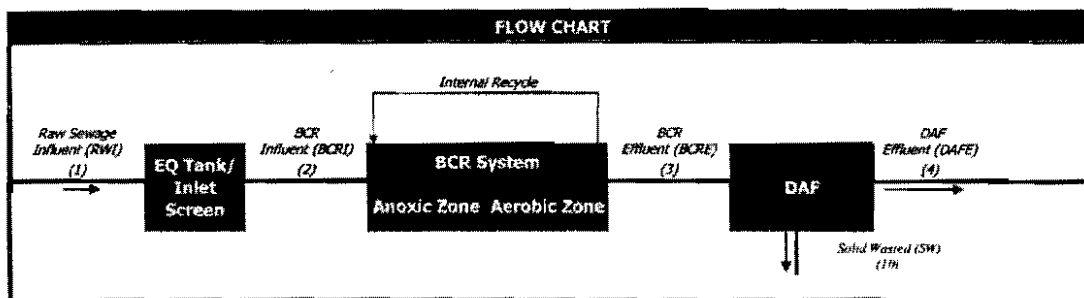 FLOW CHART
Internal Recycle
Raw Sewage
Influent (RWI)
(1)
EQ Tank/
Inlet
Screen
BCR
Influent (BCRI)
(2)
BCR System
Anoxic Zone Aerobic Zone
BCR
Effluent (BCRE)
(3)
DAF
DAF
Effluent (DAFE)
(4)
Solid Wasted (SW)